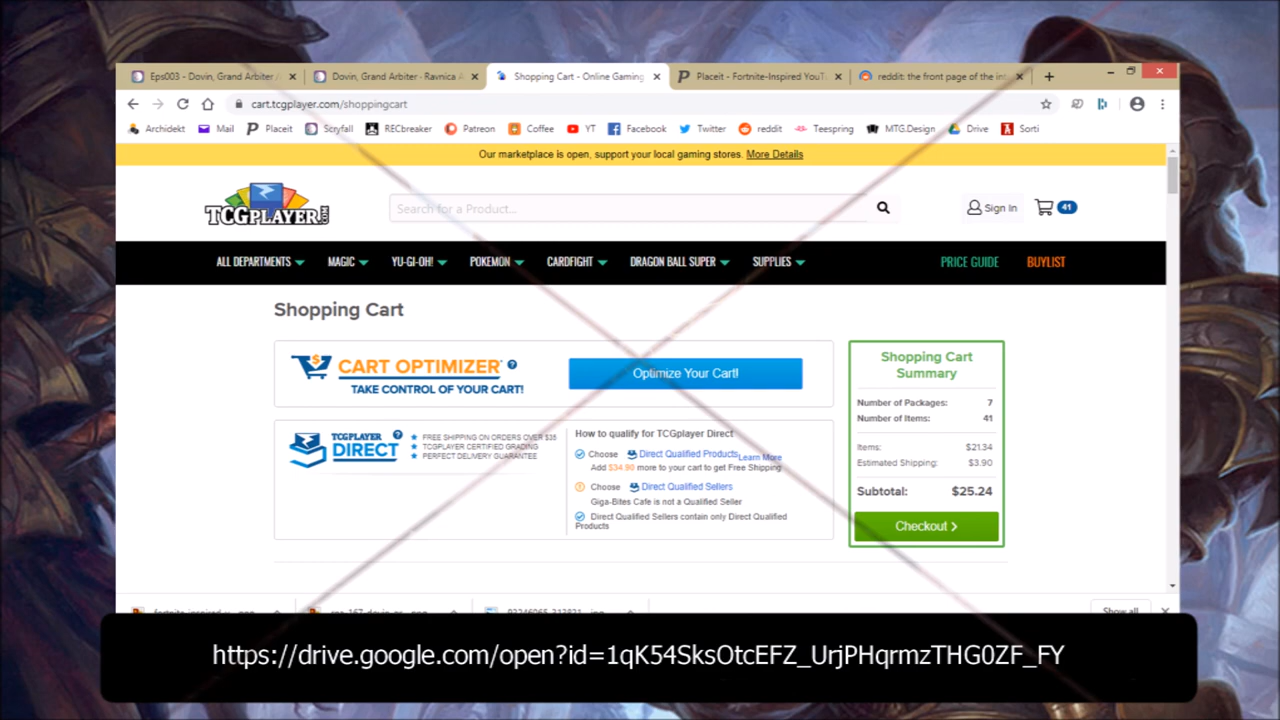 Eps003 - Dovin, Grand Arbiter
Dovin, Grand Arbiter - Ravnica A
Shopping Cart - Online Gaming
Placeit - Fortnite-Inspired YouT
reddit: the front page of the int
cart.tcgplayer.com/shoppingcart
Archidekt Mail Placeit Scryfall RECbreaker Patreon Coffee YT Facebook Twitter reddit Teespring MTG.Design Drive Sorti
Our marketplace is open, support your local gaming stores. More Details
TCGPLAYER.COM
Search for a Product...
Sign In
41
ALL DEPARTMENTS MAGIC YU-GI-OH! POKEMON CARDFIGHT DRAGON BALL SUPER SUPPLIES PRICE GUIDE BUYLIST
Shopping Cart
CART OPTIMIZER
TAKE CONTROL OF YOUR CART!
Optimize Your Cart!
TCGPLAYER
DIRECT
FREE SHIPPING ON ORDERS OVER $35
TCGPLAYER CERTIFIED GRADING
PERFECT DELIVERY GUARANTEE
How to qualify for TCGplayer Direct
Choose Direct Qualified Products Learn More
Add $34.90 more to your cart to get Free Shipping
Choose Direct Qualified Sellers
Giga-Bites Cafe is not a Qualified Seller
Direct Qualified Sellers contain only Direct Qualified
Products
Shopping Cart
Summary
Number of Packages: 7
Number of Items: 41
Items: $21.34
Estimated Shipping: $3.90
Subtotal: $25.24
Checkout
Show all
https://drive.google.com/open?id=1qK54SksOtcEFZ_UrjPHqrmzTHG0ZF_FY